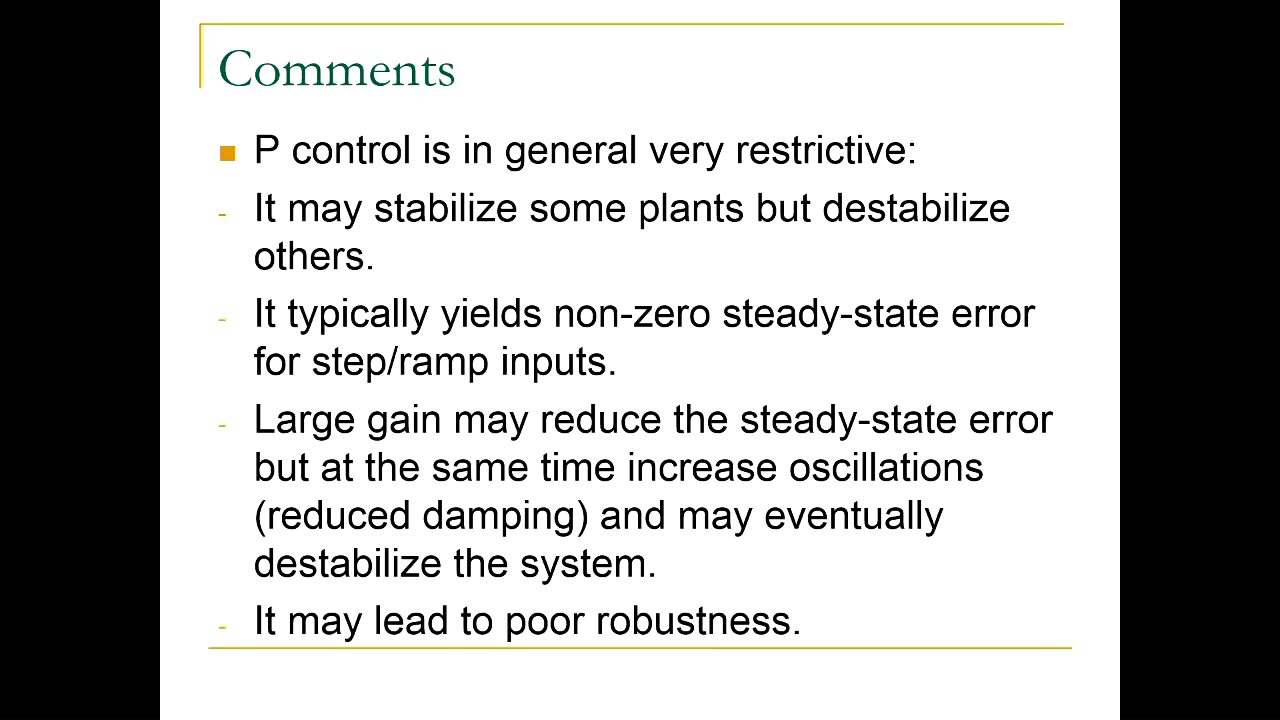 Comments
P control is in general very restrictive:
- It may stabilize some plants but destabilize
others.
- It typically yields non-zero steady-state error
for step/ramp inputs.
- Large gain may reduce the steady-state error
but at the same time increase oscillations
(reduced damping) and may eventually
destabilize the system.
- It may lead to poor robustness.